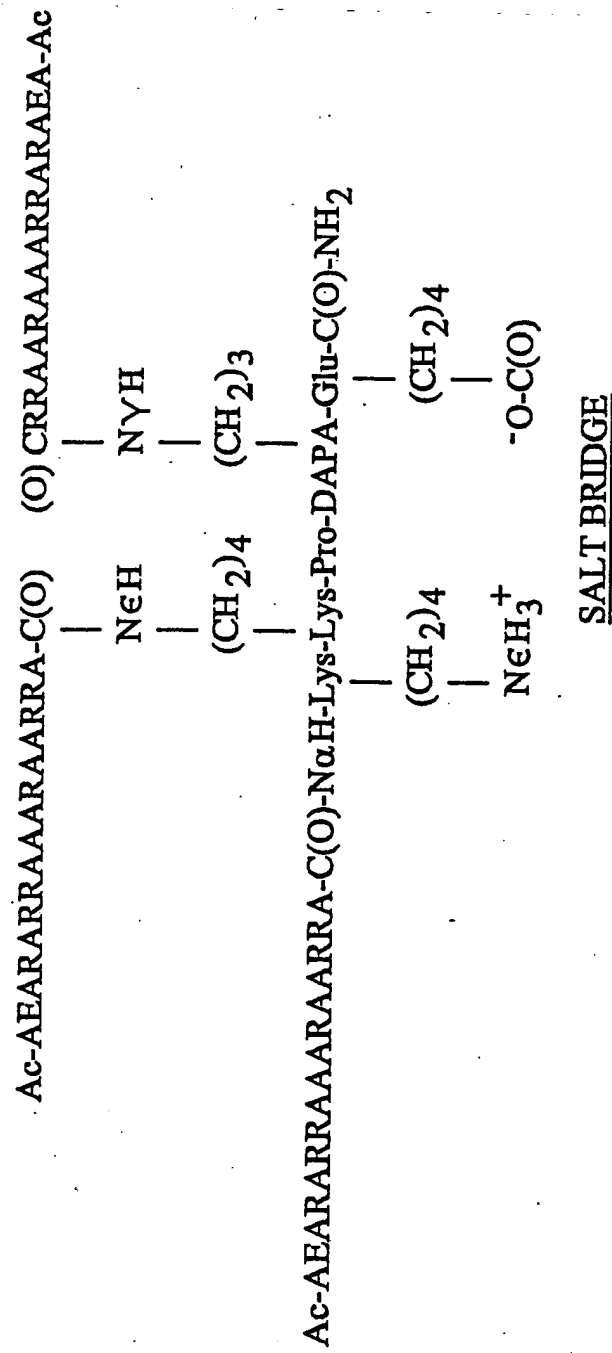 Ac-AEARARRAAARAARRA-C(O) (O) CRRAARAAARRARAEA-Ac
NϵH NγH
(CH₂)₄ (CH₂)₃
Ac-AEARARRAAARAARRA-C(O)-NαH-Lys-Lys-Pro-DAPA-Glu-C(O)-NH₂
(CH₂)₄ (CH₂)₄
NϵH₃⁺ ⁻O-C(O)
SALT BRIDGE